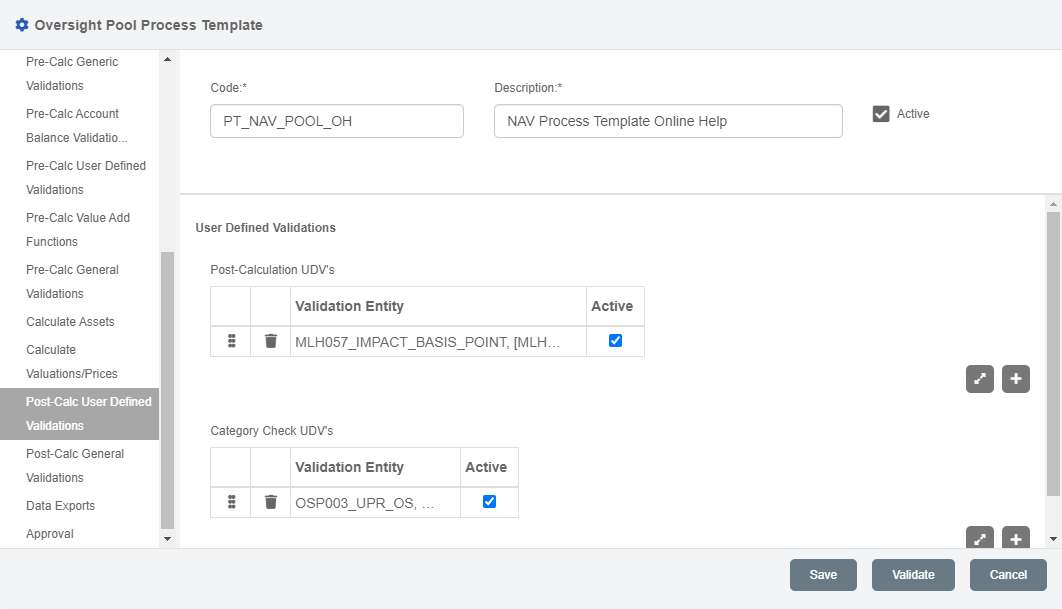 Oversight Pool Process Template
Pre-Calc Generic
Validations
Pre-Calc Account
Balance Validatio...
Pre-Calc User Defined
Validations
Pre-Calc Value Add
Functions
Pre-Calc General
Validations
Calculate Assets
Calculate
Valuations/Prices
Post-Calc User Defined
Validations
Post-Calc General
Validations
Data Exports
Approval
Code:*
Description:*
PT_NAV_POOL_OH
NAV Process Template Online Help
Active
User Defined Validations
Post-Calculation UDV's
Validation Entity
Active
MLH057_IMPACT_BASIS_POINT, [MLH...
Category Check UDV's
Validation Entity
Active
OSP003_UPR_OS, ...
Save
Validate
Cancel